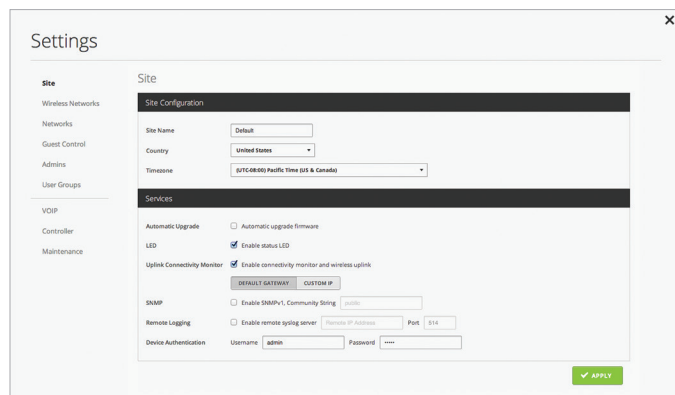 Settings
Site
Wireless Networks
Networks
Guest Control
Admins
User Groups
VOIP
Controller
Maintenance
Site
Site Configuration
Site Name Default
Country United States
Timezone (UTC-08:00) Pacific Time (US & Canada)
Services
Automatic Upgrade Automatic upgrade firmware
LED Enable status LED
Uplink Connectivity Monitor Enable connectivity monitor and wireless uplink
DEFAULT GATEWAY CUSTOM IP
SNMP Enable SNMPv1, Community String public
Remote Logging Enable remote syslog server Remote IP Address Port 514
Device Authentication Username admin Password •••••
APPLY